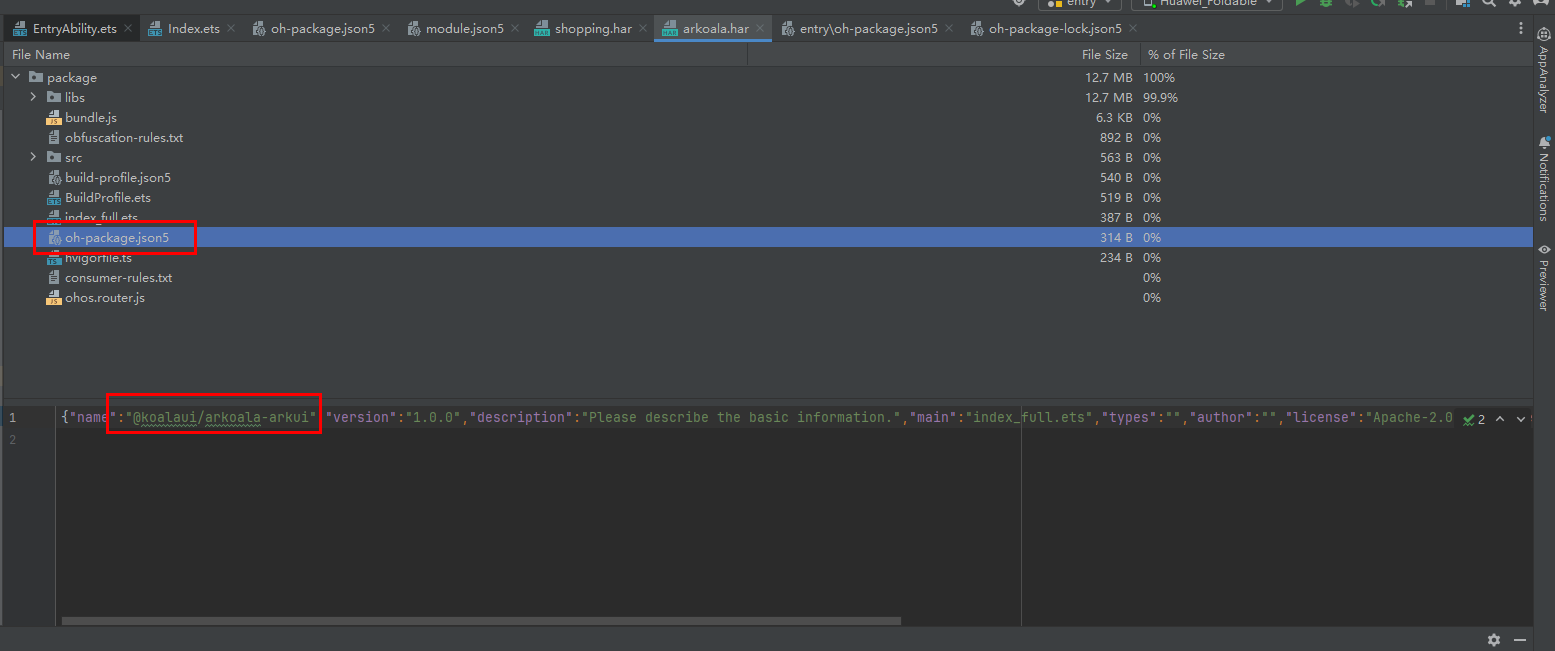 entry Huawei_Foldable
EntryAbility.ets Index.ets oh-package.json5 module.json5 shopping.har arkoala.har entry\oh-package.json5 oh-package-lock.json5
File Name File Size % of File Size
package 12.7 MB 100%
libs 12.7 MB 99.9%
bundle.js 6.3 KB 0%
obfuscation-rules.txt 892 B 0%
src 563 B 0%
build-profile.json5 540 B 0%
BuildProfile.ets 519 B 0%
index_full.ets 387 B 0%
oh-package.json5 314 B 0%
hvigorfile.ts 234 B 0%
consumer-rules.txt 0%
ohos.router.js 0%
1 {"name":"@koalaui/arkoala-arkui" "version":"1.0.0","description":"Please describe the basic information.","main":"index_full.ets","types":"","author":"","license":"Apache-2.0 2
2
AppAnalyzer
Notifications
Previewer